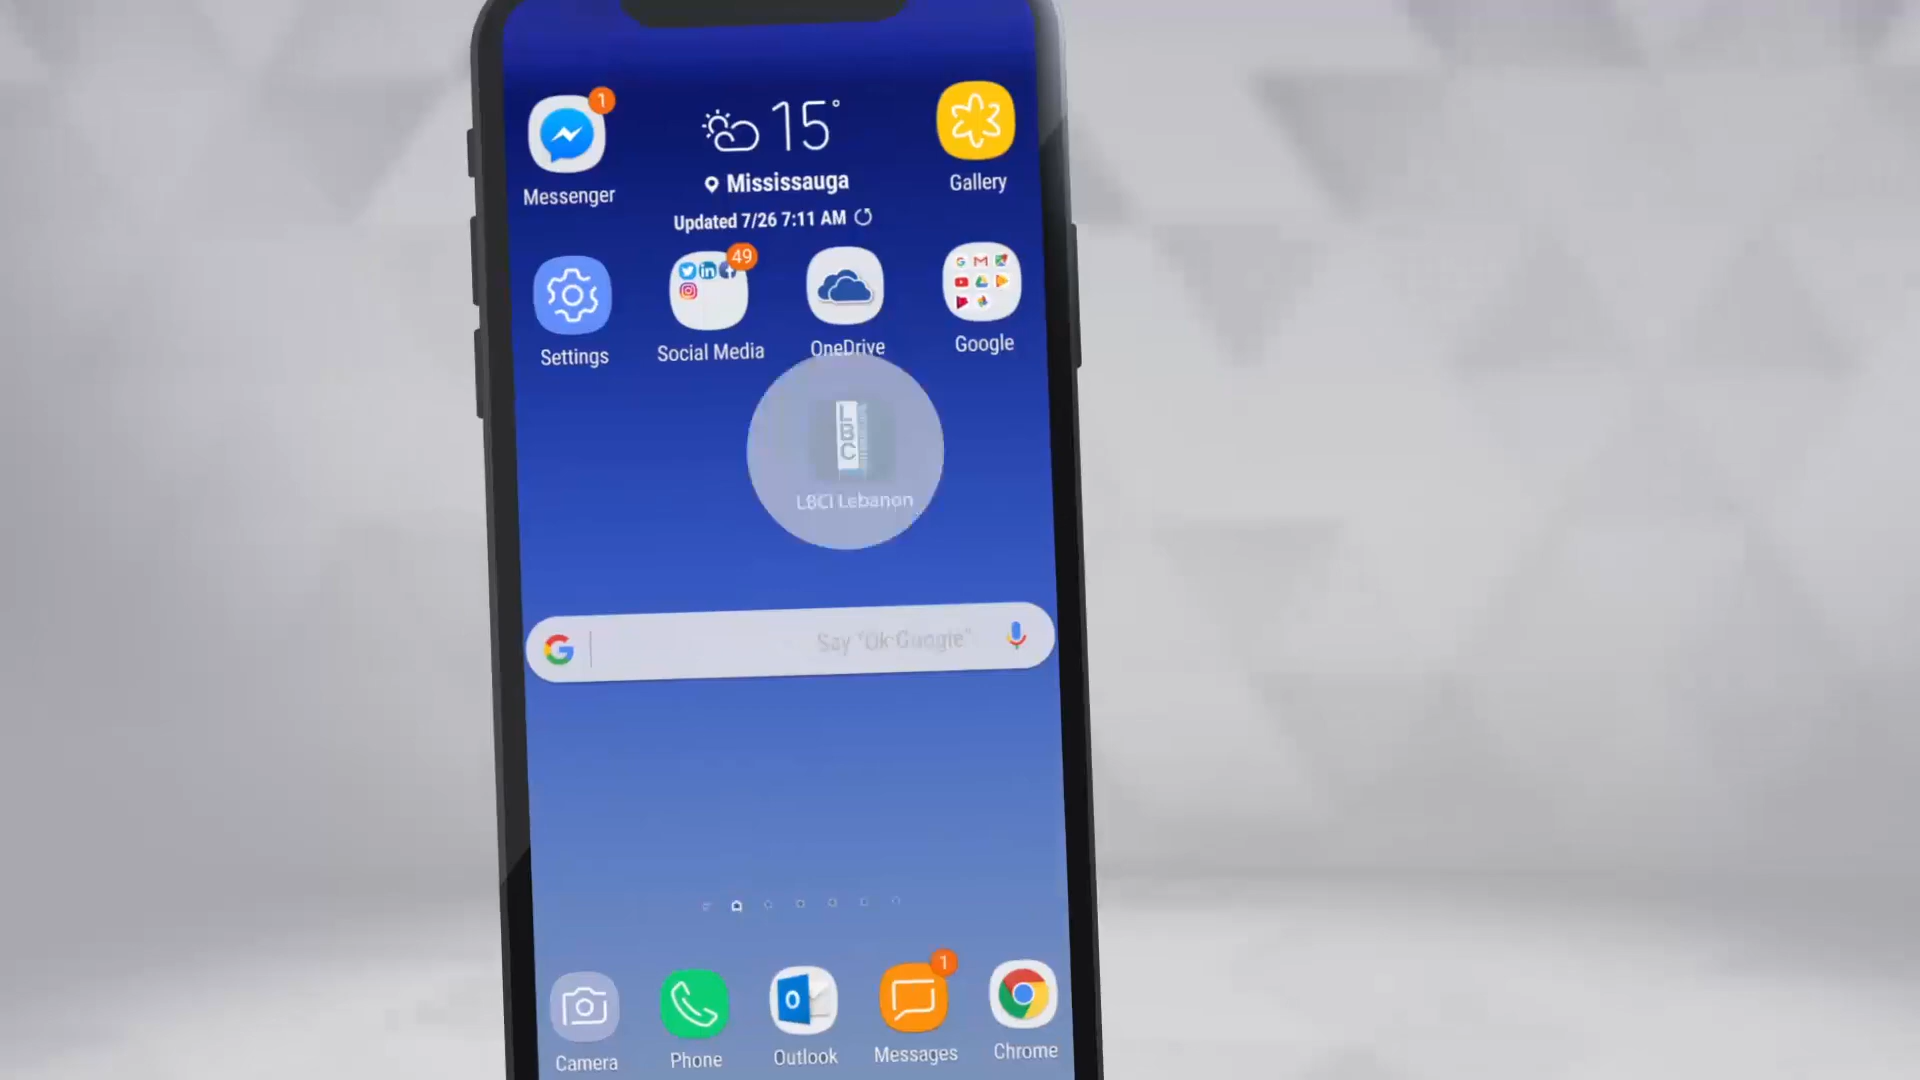 1
15°
Mississauga
Updated 7/26 7:11 AM
Messenger
Gallery
49
Settings
Social Media
OneDrive
Google
LBC
LBCI Lebanon
Say "Ok Google"
1
Camera
Phone
Outlook
Messages
Chrome